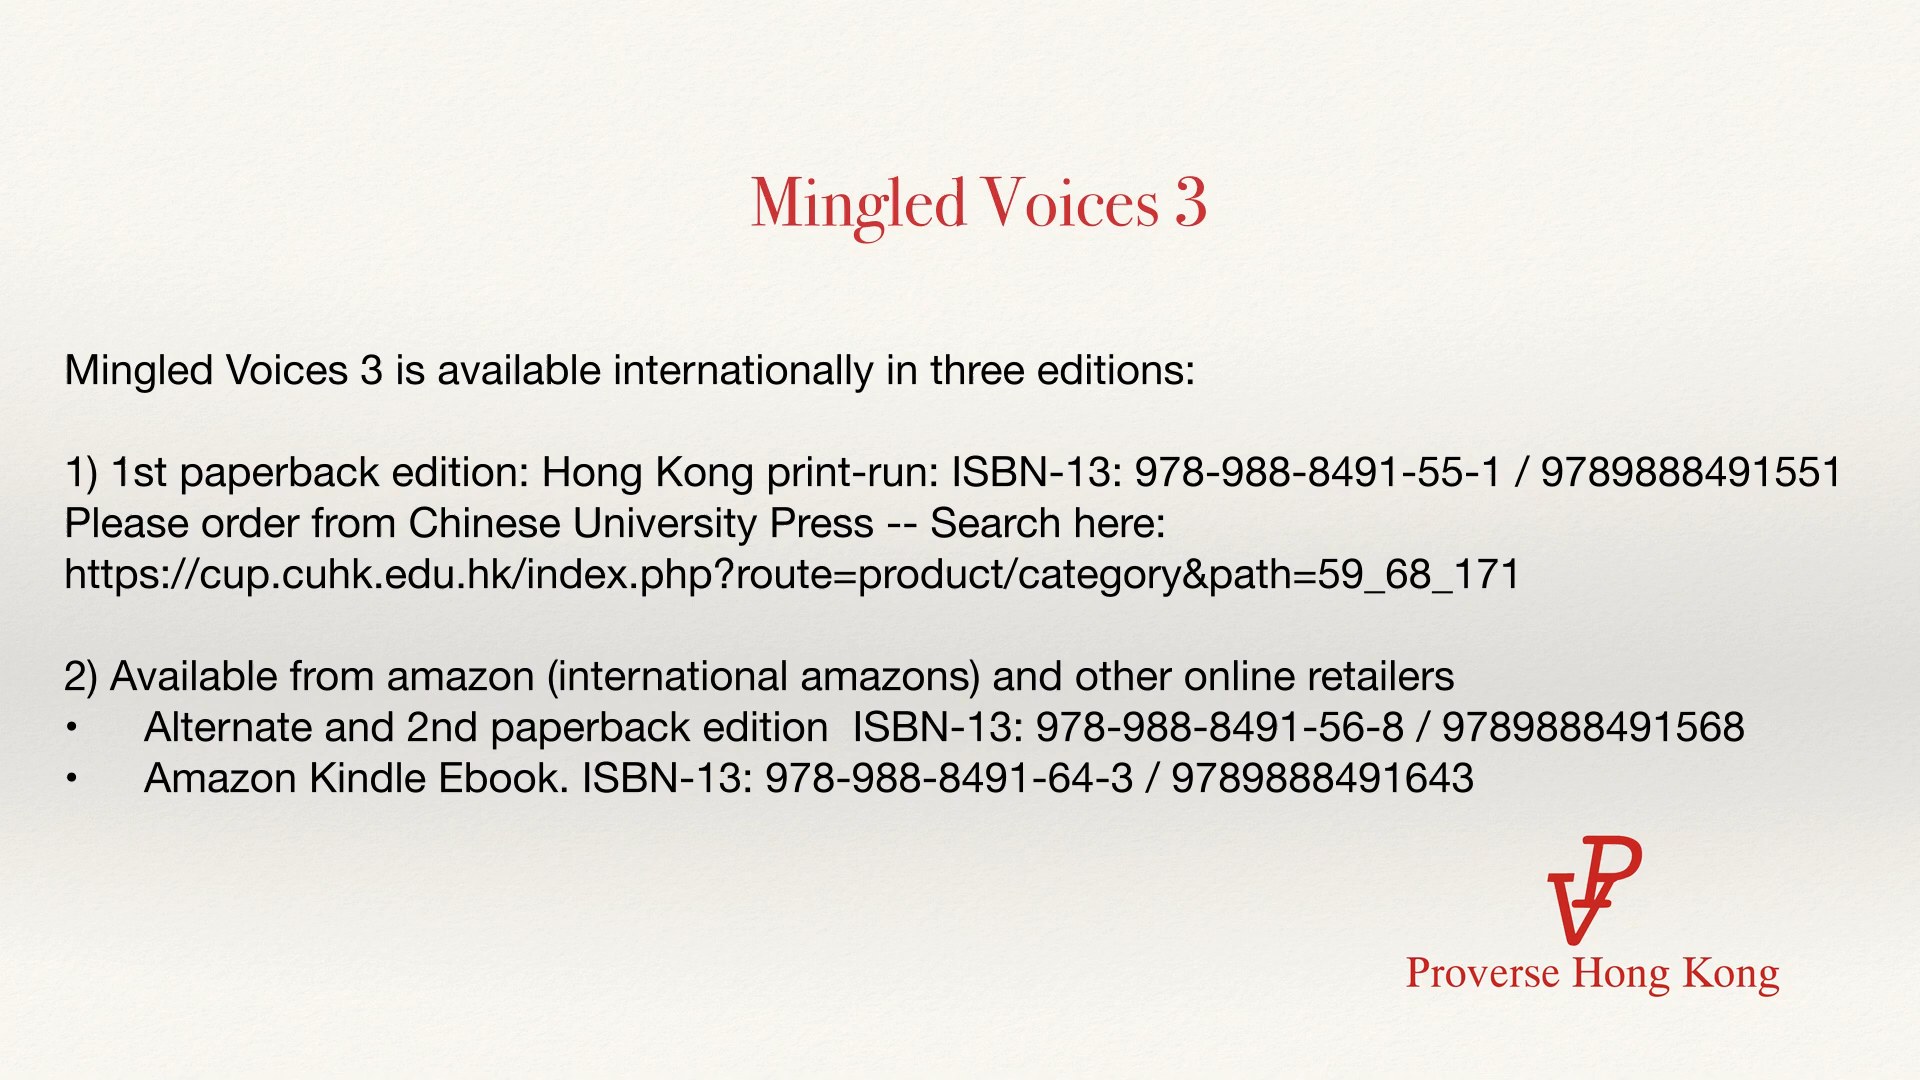 Mingled Voices 3
Mingled Voices 3 is available internationally in three editions:
1) 1st paperback edition: Hong Kong print-run: ISBN-13: 978-988-8491-55-1 / 9789888491551
Please order from Chinese University Press -- Search here:
https://cup.cuhk.edu.hk/index.php?route=product/category&path=59_68_171
2) Available from amazon (international amazons) and other online retailers
• Alternate and 2nd paperback edition  ISBN-13: 978-988-8491-56-8 / 9789888491568
• Amazon Kindle Ebook. ISBN-13: 978-988-8491-64-3 / 9789888491643
VP
Proverse Hong Kong